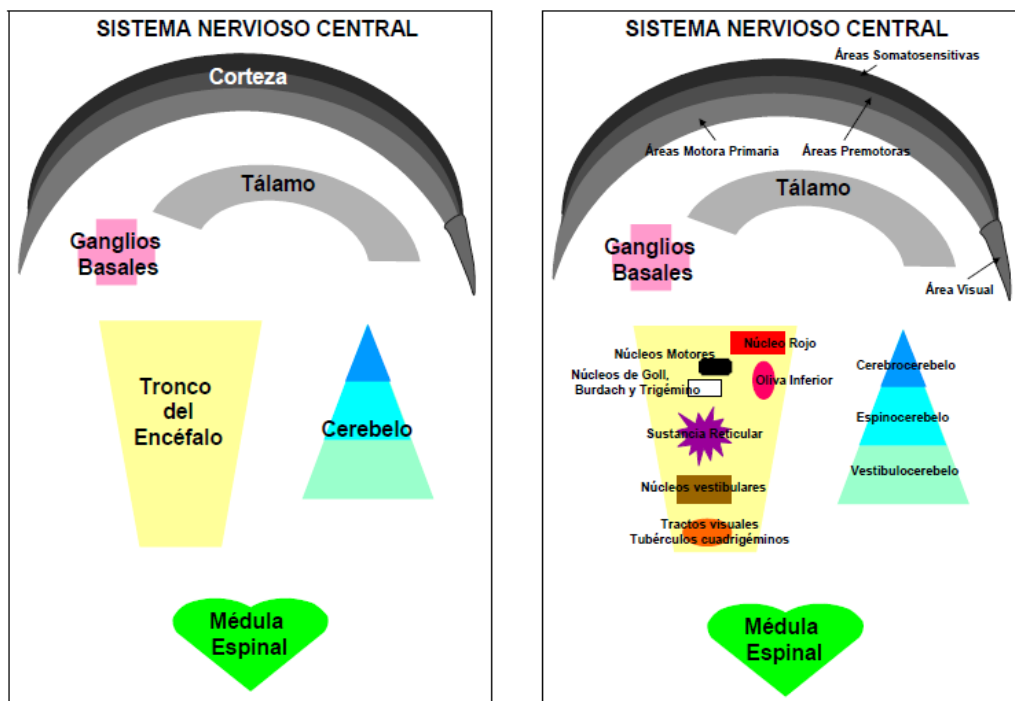 SISTEMA NERVIOSO CENTRAL
Corteza
Tálamo
Ganglios
Basales
Tronco
del
Encéfalo
Cerebelo
Médula
Espinal
SISTEMA NERVIOSO CENTRAL
Áreas Somatosensitivas
Áreas Motora Primaria
Áreas Premotoras
Tálamo
Ganglios
Basales
Área Visual
Núcleo Rojo
Núcleos Motores
Núcleos de Goll,
Burdach y Trigémino
Oliva Inferior
Cerebrocerebelo
Espinocerebelo
Sustancia Reticular
Vestibulocerebelo
Núcleos vestibulares
Tractos visuales
Tubérculos cuadrigéminos
Médula
Espinal